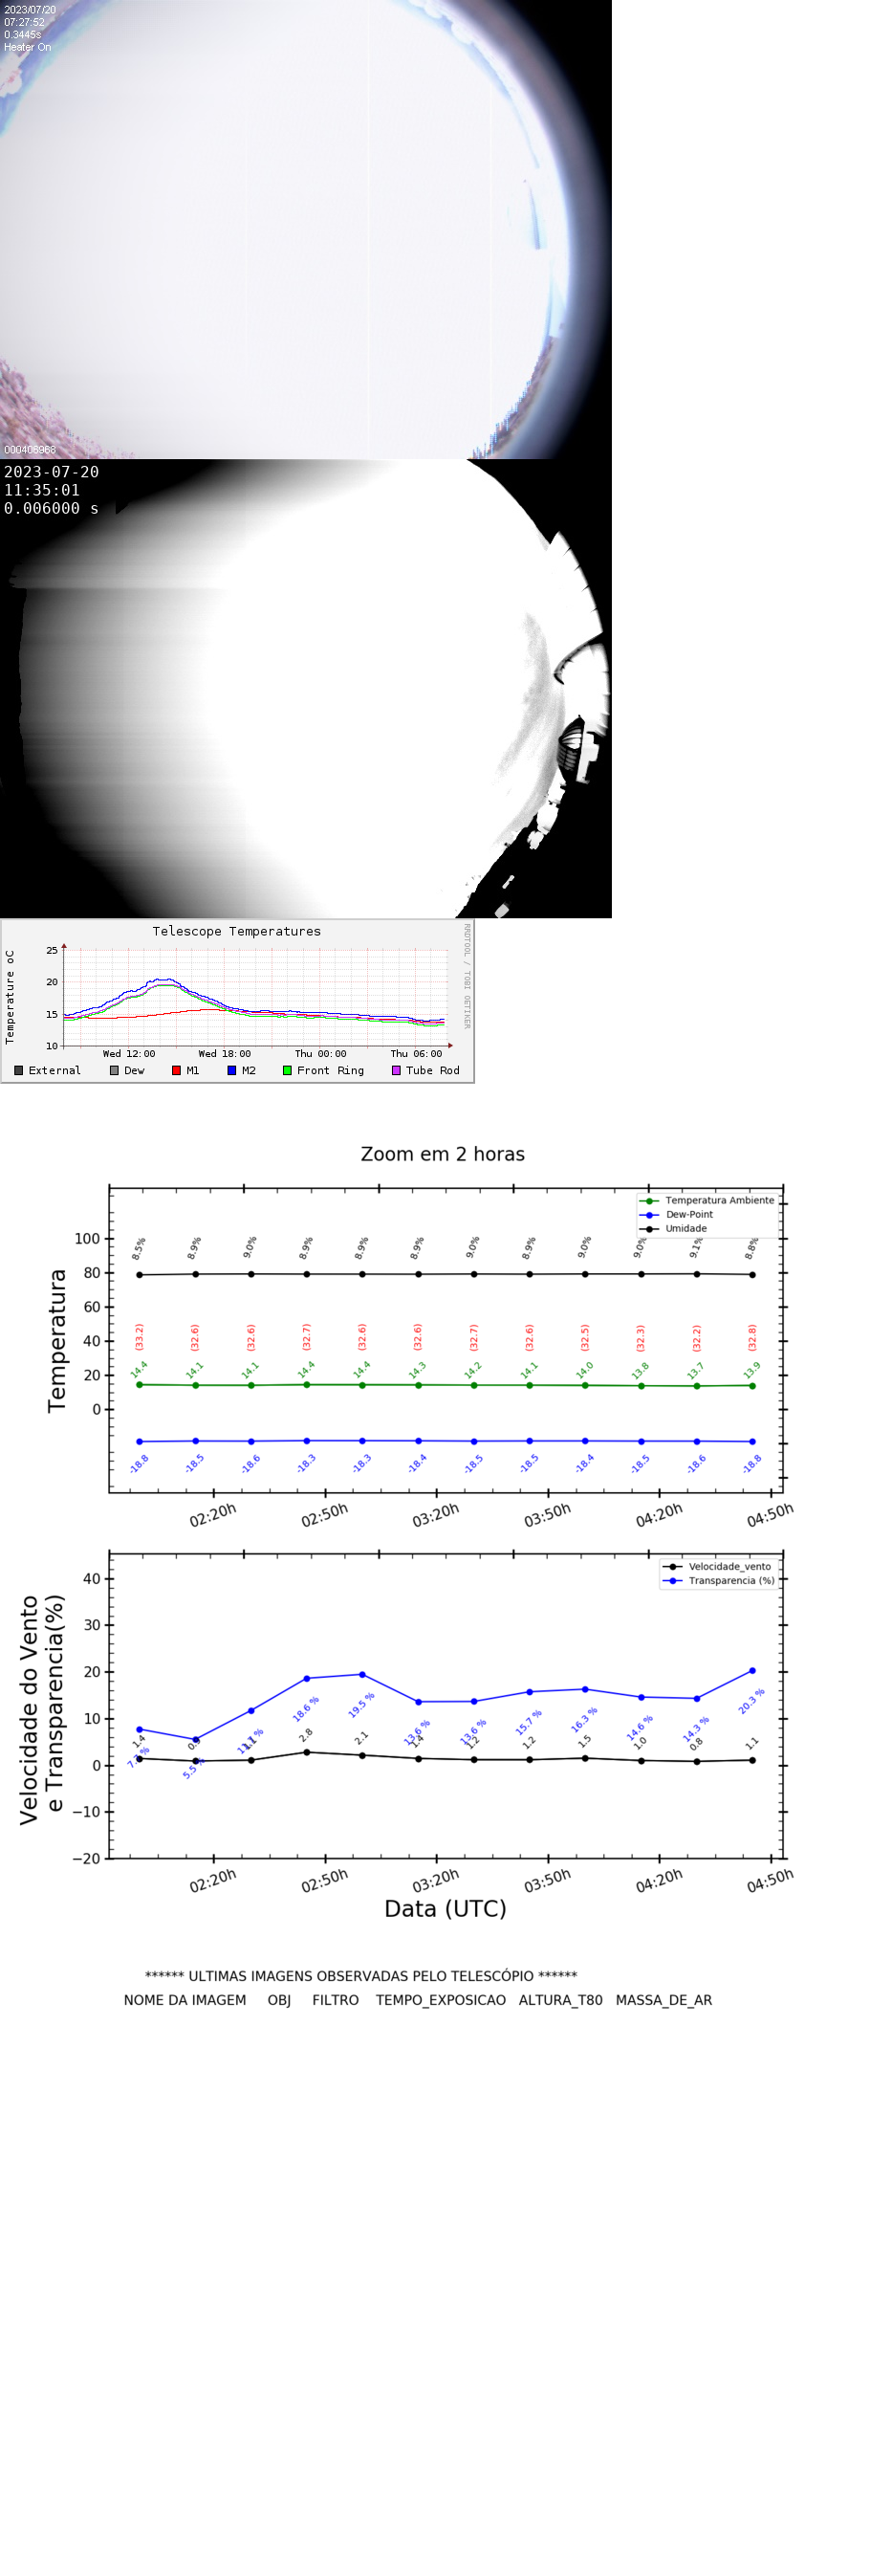 2023/07/20
07:27:52
0.3445s
Heater On
000406968
2023-07-20
11:35:01
0.006000 s
Telescope Temperatures
RRDTOOL / TOBI OETIKER
Temperature oC
25
20
15
10
Wed 12:00 Wed 18:00 Thu 00:00 Thu 06:00
External Dew M1 M2 Front Ring Tube Rod
Zoom em 2 horas
Temperatura Ambiente
Dew-Point
Umidade
Temperatura
100
80
60
40
20
0
8.5% 8.9% 9.0% 8.9% 8.9% 8.9% 9.0% 8.9% 9.0% 9.0% 9.1% 8.8%
(33.2) (32.6) (32.6) (32.7) (32.6) (32.6) (32.7) (32.6) (32.5) (32.3) (32.2) (32.8)
14.4 14.1 14.1 14.4 14.4 14.3 14.2 14.1 14.0 13.8 13.7 13.9
-18.8 -18.5 -18.6 -18.3 -18.3 -18.4 -18.5 -18.5 -18.4 -18.5 -18.6 -18.8
02:20h 02:50h 03:20h 03:50h 04:20h 04:50h
Velocidade_vento
Transparencia (%)
Velocidade do Vento
e Transparencia(%)
40
30
20
10
0
−10
−20
18.6 % 19.5 % 13.6 % 13.6 % 15.7 % 16.3 % 14.6 % 14.3 % 20.3 %
1.4 2.8 2.1 1.4 1.2 1.2 1.5 1.0 0.8 1.1
02:20h 02:50h 03:20h 03:50h 04:20h 04:50h
Data (UTC)
****** ULTIMAS IMAGENS OBSERVADAS PELO TELESCÓPIO ******
NOME DA IMAGEM OBJ FILTRO TEMPO_EXPOSICAO ALTURA_T80 MASSA_DE_AR